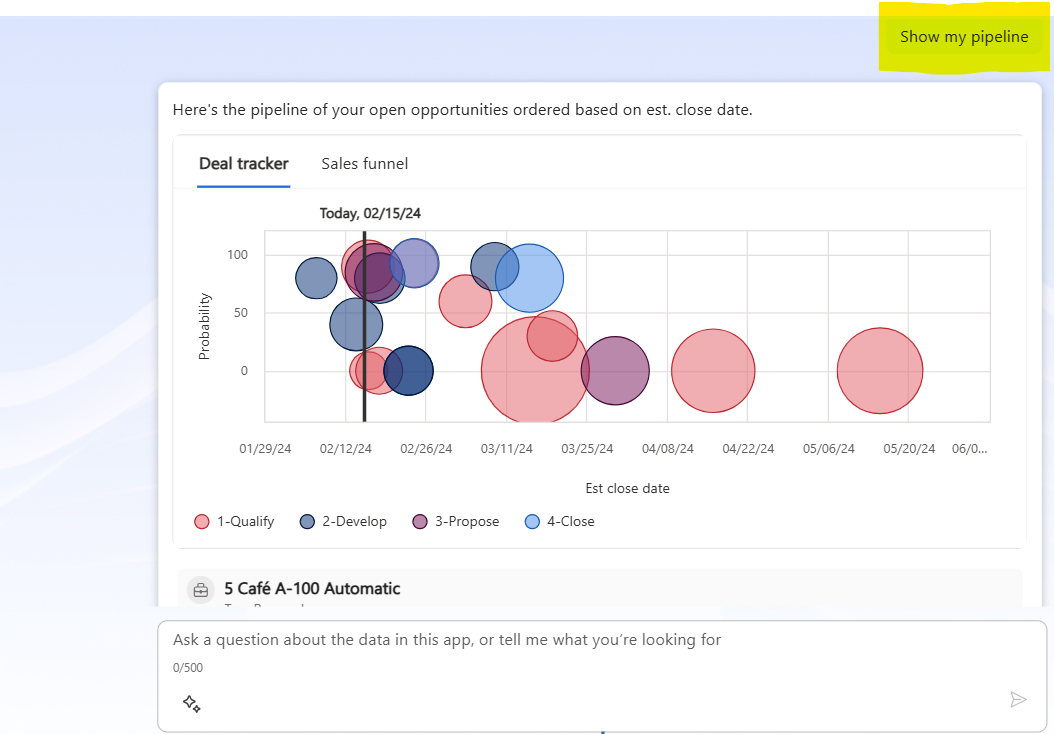 Show my pipeline
Here's the pipeline of your open opportunities ordered based on est. close date.
Deal tracker
Sales funnel
Today, 02/15/24
100
50
0
Probability
01/29/24 02/12/24 02/26/24 03/11/24 03/25/24 04/08/24 04/22/24 05/06/24 05/20/24 06/0...
Est close date
1-Qualify 2-Develop 3-Propose 4-Close
5 Café A-100 Automatic
Ask a question about the data in this app, or tell me what you’re looking for
0/500